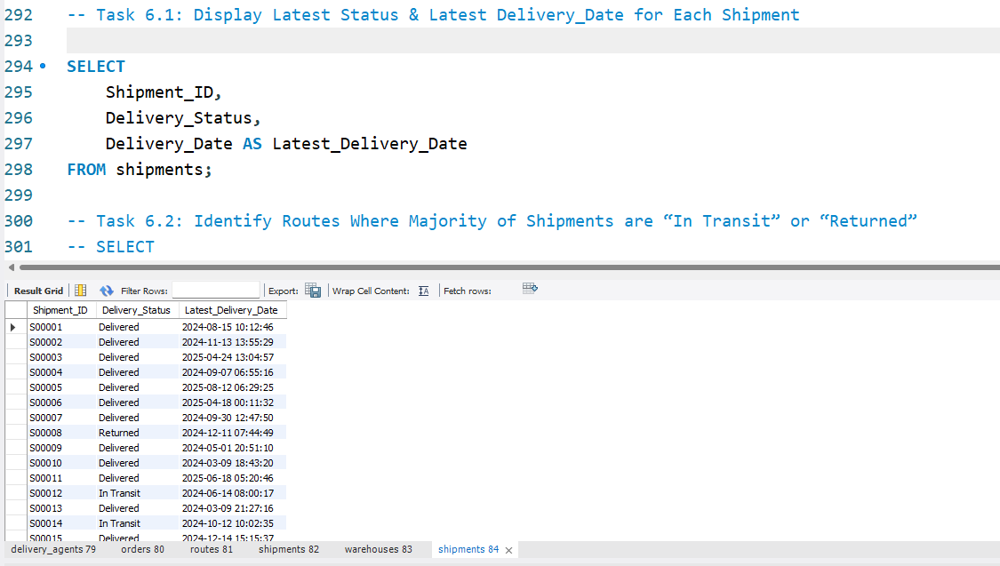 292 -- Task 6.1: Display Latest Status & Latest Delivery_Date for Each Shipment
293
294 SELECT
295 Shipment_ID,
296 Delivery_Status,
297 Delivery_Date AS Latest_Delivery_Date
298 FROM shipments;
299
300 -- Task 6.2: Identify Routes Where Majority of Shipments are “In Transit” or “Returned”
301 -- SELECT
Result Grid Filter Rows: Export: Wrap Cell Content: IA Fetch rows:
Shipment_ID Delivery_Status Latest_Delivery_Date
S00001 Delivered 2024-08-15 10:12:46
S00002 Delivered 2024-11-13 13:55:29
S00003 Delivered 2025-04-24 13:04:57
S00004 Delivered 2024-09-07 06:55:16
S00005 Delivered 2025-08-12 06:29:25
S00006 Delivered 2025-04-18 00:11:32
S00007 Delivered 2024-09-30 12:47:50
S00008 Returned 2024-12-11 07:44:49
S00009 Delivered 2024-05-01 20:51:10
S00010 Delivered 2024-03-09 18:43:20
S00011 Delivered 2025-06-18 05:20:46
S00012 In Transit 2024-06-14 08:00:17
S00013 Delivered 2024-03-09 21:27:16
S00014 In Transit 2024-10-12 10:02:35
S00015 Delivered 2024-12-14 15:15:37
delivery_agents 79 orders 80 routes 81 shipments 82 warehouses 83 shipments 84